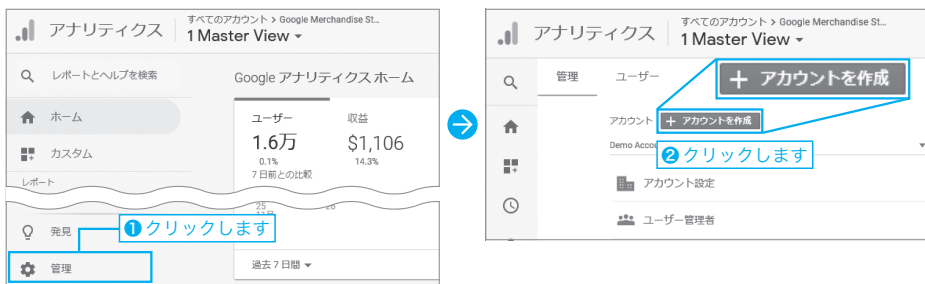 アナリティクス
すべてのアカウント > Google Merchandise St...
1 Master View
レポートとヘルプを検索
Google アナリティクス ホーム
ホーム
カスタム
レポート
ユーザー
収益
1.6万
$1,106
0.1%
14.3%
7 日前との比較
25
26
発見
❶クリックします
管理
過去 7 日間
アナリティクス
すべてのアカウント > Google Merchandise St...
1 Master View
管理
ユーザー
+ アカウントを作成
アカウント
+ アカウントを作成
Demo Accou
❷クリックします
アカウント設定
ユーザー管理者